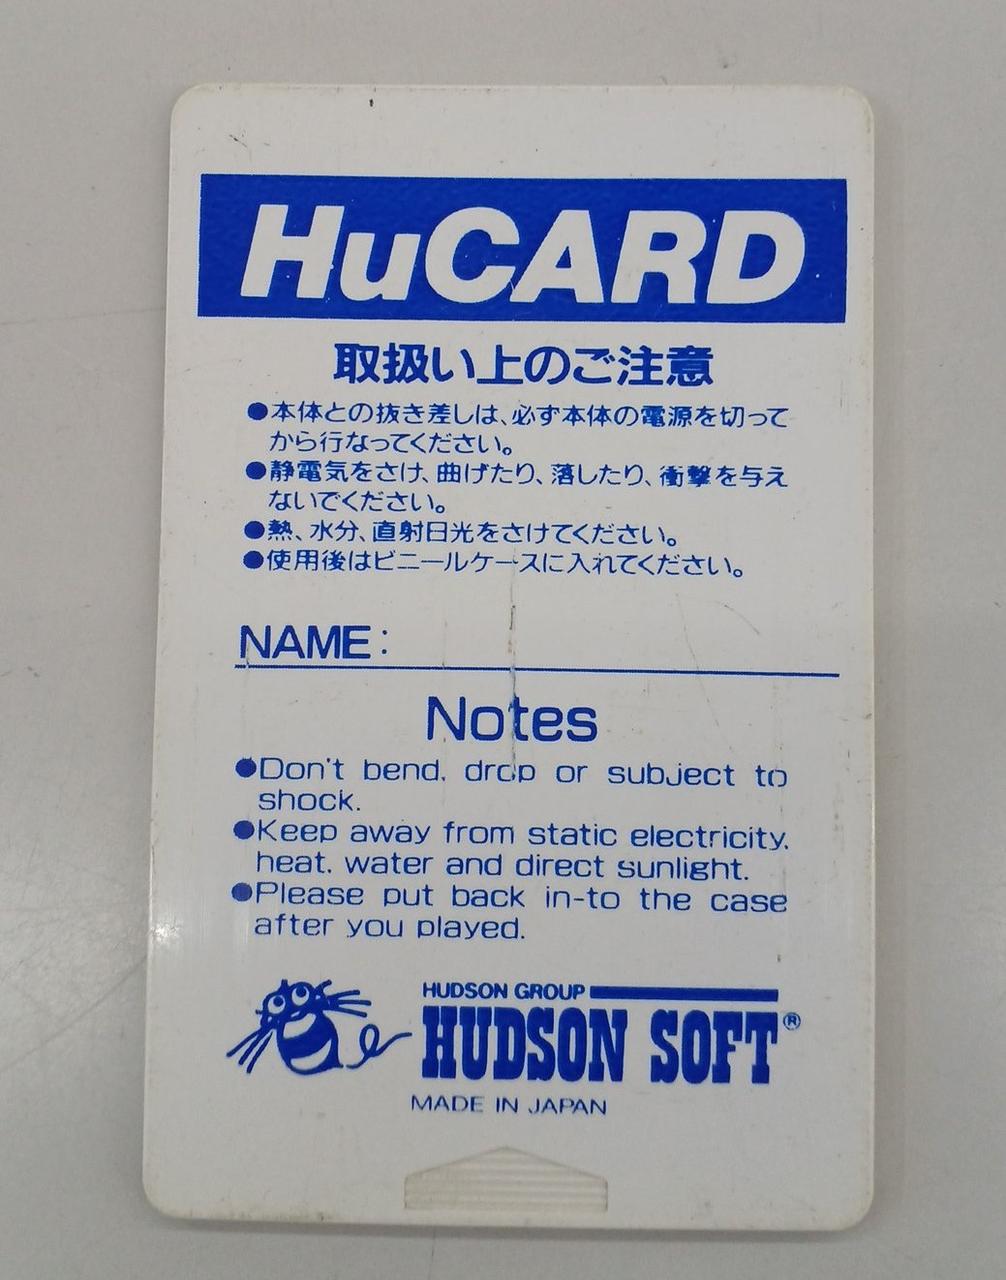 HuCARD
取扱い上のご注意
●本体との抜き差しは、必ず本体の電源を切って
から行なってください。
●静電気をさけ、曲げたり、落したり、衝撃を与え
ないでください。
●熱、水分、直射日光をさけてください。
●使用後はビニールケースに入れてください。
NAME:
Notes
●Don't bend, drop or subject to
shock.
●Keep away from static electricity,
heat, water and direct sunlight.
●Please put back in-to the case
after you played.
HUDSON GROUP
HUDSON SOFT®
MADE IN JAPAN